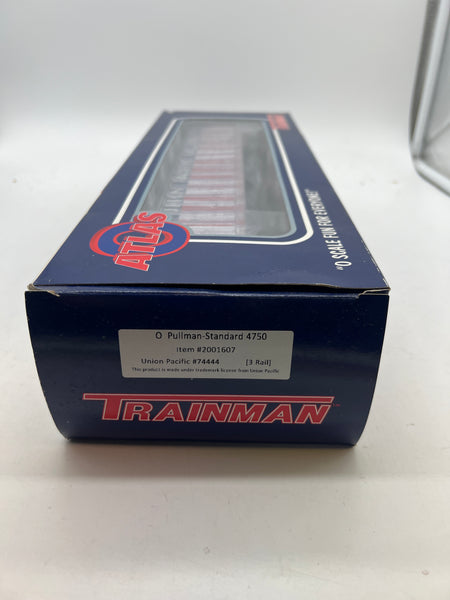 ATLAS
"O SCALE FUN FOR EVERYONE!"
O Pullman-Standard 4750
Item #2001607
Union Pacific #74444 [3 Rail]
This product is made under trademark license from Union Pacific
TRAINMAN